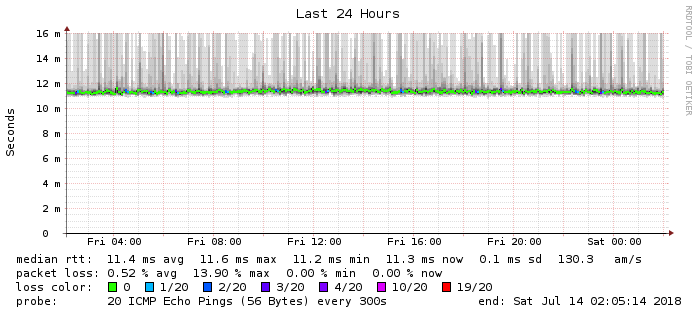 Last 24 Hours
RRDTOOL / TOBI OETIKER
Seconds
16 m
14 m
12 m
10 m
8 m
6 m
4 m
2 m
0
Fri 04:00 Fri 08:00 Fri 12:00 Fri 16:00 Fri 20:00 Sat 00:00
median rtt: 11.4 ms avg 11.6 ms max 11.2 ms min 11.3 ms now 0.1 ms sd 130.3 am/s
packet loss: 0.52 % avg 13.90 % max 0.00 % min 0.00 % now
loss color: 0 1/20 2/20 3/20 4/20 10/20 19/20
probe: 20 ICMP Echo Pings (56 Bytes) every 300s end: Sat Jul 14 02:05:14 2018